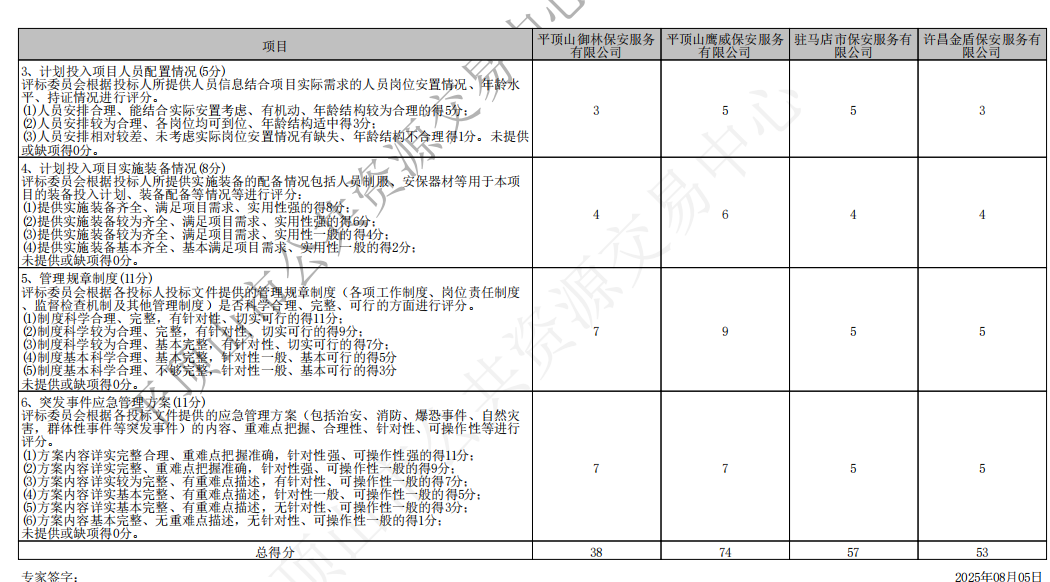 项目
平顶山御林保安服务有限公司
平顶山鹰威保安服务有限公司
驻马店市保安服务有限公司
许昌金盾保安服务有限公司
3、计划投入项目人员配置情况(5分)
评标委员会根据投标人所提供人员信息结合项目实际需求的人员岗位安置情况、年龄水
平、持证情况进行评分。
(1)人员安排合理、能结合实际安置考虑、有机动、年龄结构较为合理的得5分；
(2)人员安排较为合理、各岗位均可到位、年龄结构适中得3分；
(3)人员安排相对较差、未考虑实际岗位安置情况有缺失、年龄结构不合理得1分。未提供
或缺项得0分。
3
5
5
3
4、计划投入项目实施装备情况(8分)
评标委员会根据投标人所提供实施装备的配备情况包括人员制服、安保器材等用于本项
目的装备投入计划、装备配备等情况等进行评分；
(1)提供实施装备齐全、满足项目需求、实用性强的得8分；
(2)提供实施装备较为齐全、满足项目需求、实用性强的得6分；
(3)提供实施装备较为齐全、满足项目需求、实用性一般的得4分；
(4)提供实施装备基本齐全、基本满足项目需求、实用性一般的得2分；
未提供或缺项得0分。
4
6
4
4
5、管理规章制度(11分)
评标委员会根据各投标人投标文件提供的管理规章制度（各项工作制度、岗位责任制度
、监督检查机制及其他管理制度）是否科学合理、完整、可行的方面进行评分。
(1)制度科学合理、完整，有针对性、切实可行的得11分；
(2)制度科学较为合理、完整，有针对性、切实可行的得9分；
(3)制度科学较为合理、基本完整，有针对性、切实可行的得7分；
(4)制度基本科学合理、基本完整，针对性一般、基本可行的得5分
(5)制度基本科学合理、不够完整，针对性一般、基本可行的得3分
未提供或缺项得0分。
7
9
5
5
6、突发事件应急管理方案(11分)
评标委员会根据各投标文件提供的应急管理方案（包括治安、消防、爆恐事件、自然灾
害，群体性事件等突发事件）的内容、重难点把握、合理性、针对性、可操作性等进行
评分。
(1)方案内容详实完整合理、重难点把握准确，针对性强、可操作性强的得11分；
(2)方案内容详实完整、重难点把握准确，针对性强、可操作性一般的得9分；
(3)方案内容详实较为完整、有重难点描述，有针对性、可操作性一般的得7分；
(4)方案内容详实基本完整、有重难点描述，针对性一般、可操作性一般的得5分；
(5)方案内容详实基本完整、有重难点描述，无针对性、可操作性一般的得3分；
(6)方案内容基本完整、无重难点描述，无针对性、可操作性一般的得1分；
未提供或缺项得0分。
7
7
5
5
总得分
38
74
57
53
专家签字：
2025年08月05日
平顶山市公共资源交易中心
顶山市公共资源交易中心